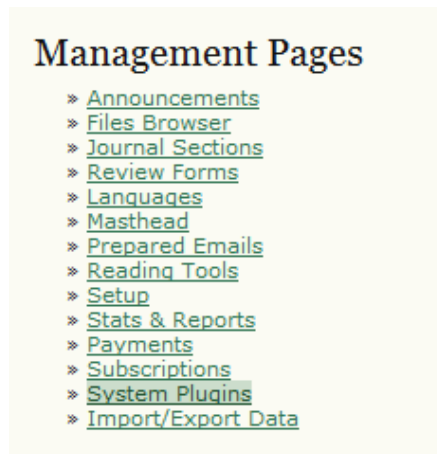 Management Pages
» Announcements
» Files Browser
» Journal Sections
» Review Forms
» Languages
» Masthead
» Prepared Emails
» Reading Tools
» Setup
» Stats & Reports
» Payments
» Subscriptions
» System Plugins
» Import/Export Data